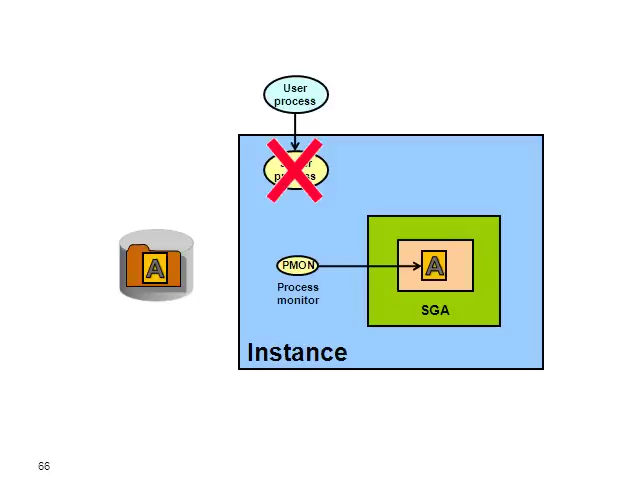 User
process
PMON
A
A
Process
monitor
SGA
Instance
66